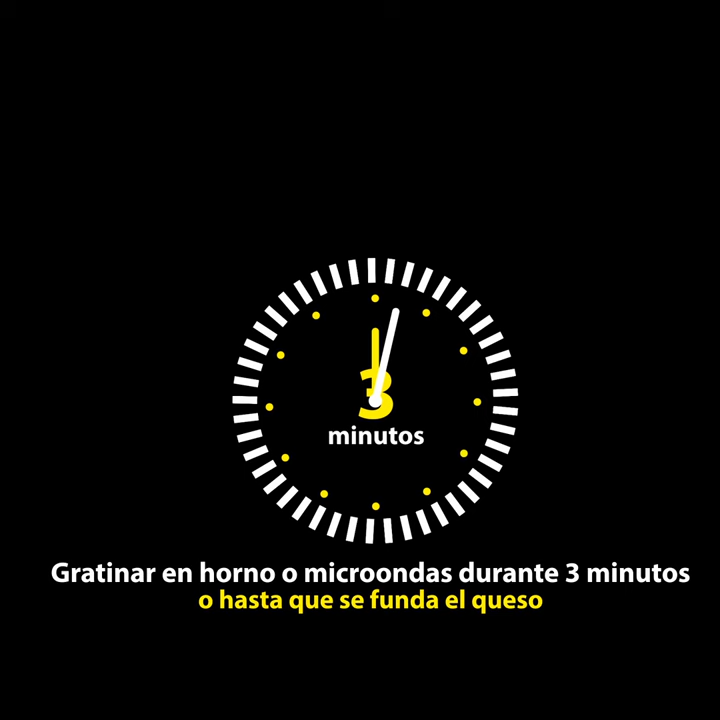 3
minutos
Gratinar en horno o microondas durante 3 minutos
o hasta que se funda el queso